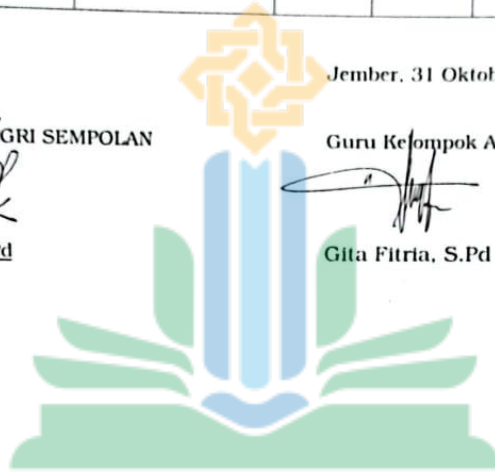 Jember, 31 Oktob
GRI SEMPOLAN
Guru Kelompok A
d
Gita Fitria, S.Pd